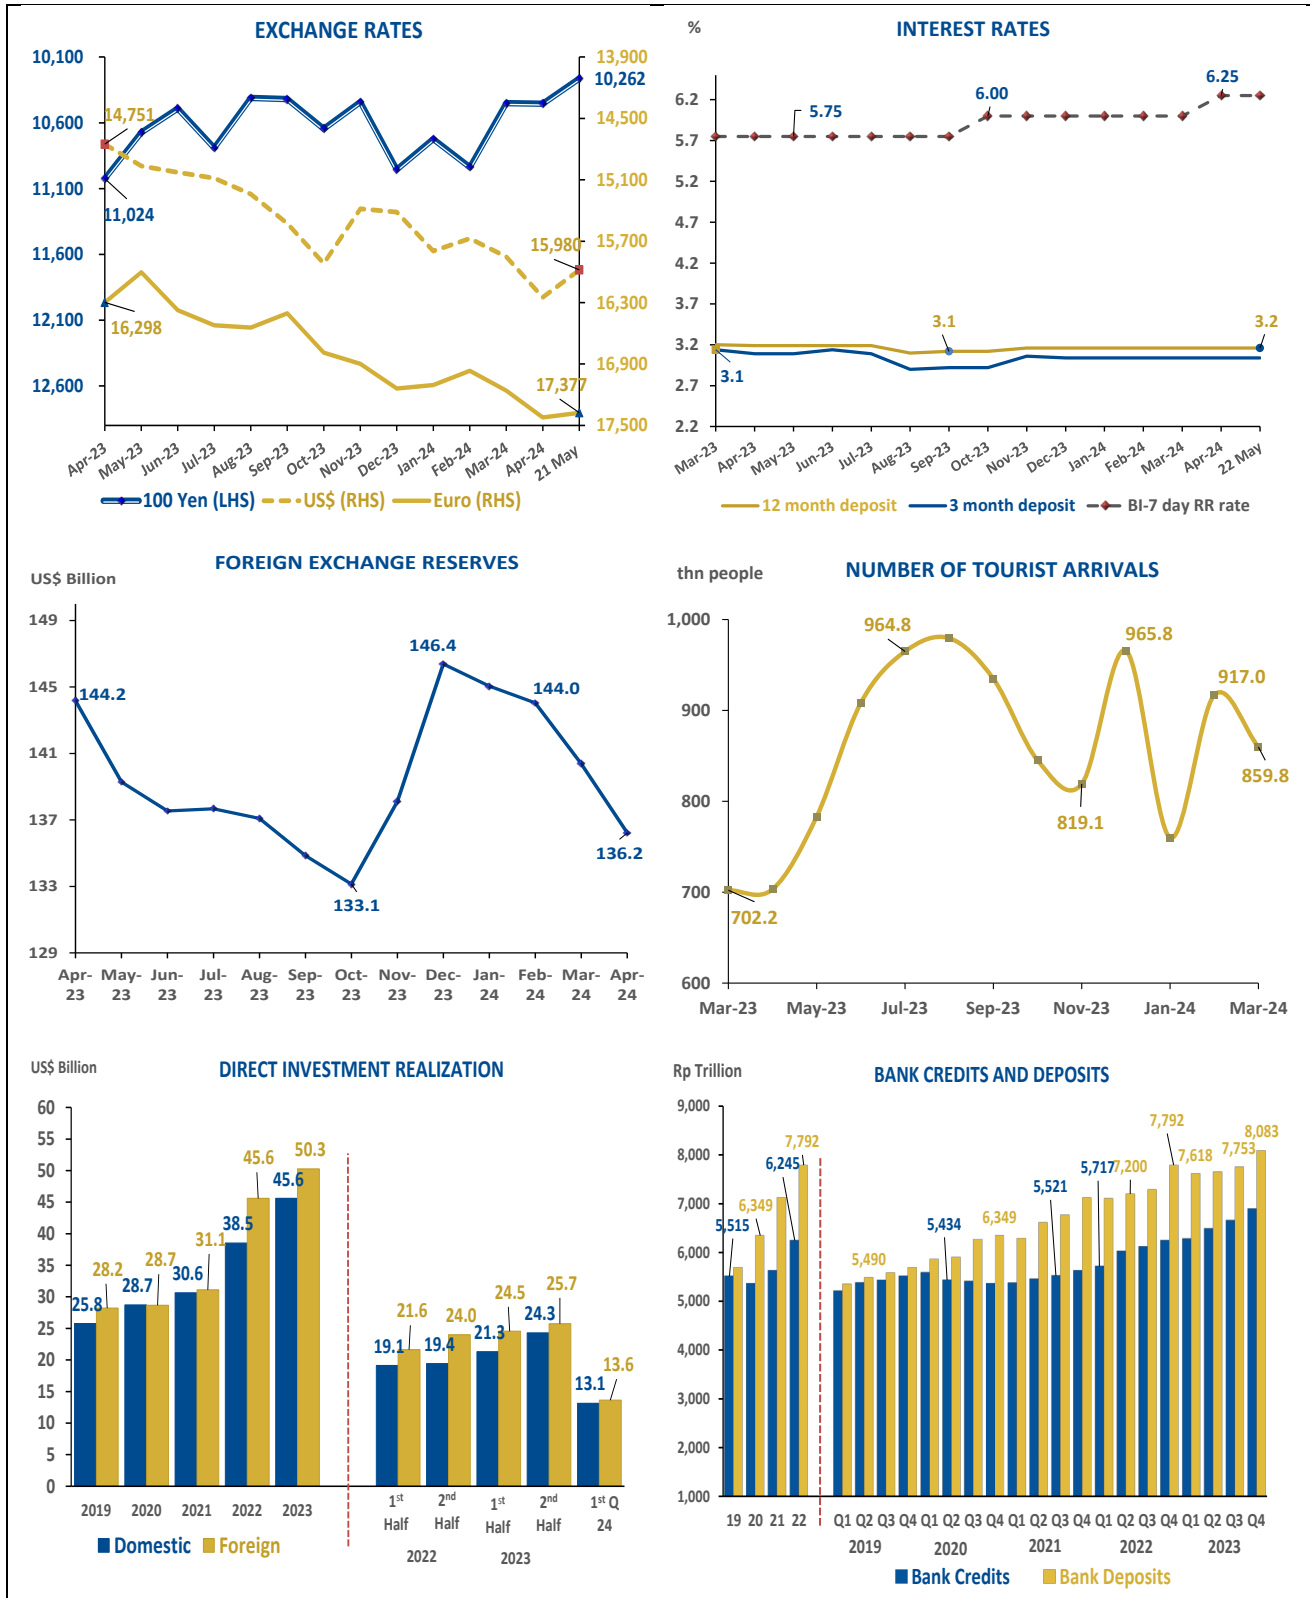 EXCHANGE RATES
10,100
10,600
11,100
11,600
12,100
12,600
13,900
14,500
15,100
15,700
16,300
16,900
17,500
14,751
11,024
16,298
10,262
15,980
17,377
Apr-23 May-23 Jun-23 Jul-23 Aug-23 Sep-23 Oct-23 Nov-23 Dec-23 Jan-24 Feb-24 Mar-24 Apr-24 21 May
100 Yen (LHS) US$ (RHS) Euro (RHS)
INTEREST RATES
%
6.2
5.7
5.2
4.7
4.2
3.7
3.2
2.7
2.2
5.75
6.00
6.25
3.1
3.1
3.2
Mar-23 Apr-23 May-23 Jun-23 Jul-23 Aug-23 Sep-23 Oct-23 Nov-23 Dec-23 Jan-24 Feb-24 Mar-24 Apr-24 22 May
12 month deposit 3 month deposit BI-7 day RR rate
FOREIGN EXCHANGE RESERVES
US$ Billion
149
145
141
137
133
129
144.2
133.1
146.4
144.0
136.2
Apr- May- Jun- Jul- Aug- Sep- Oct- Nov- Dec- Jan- Feb- Mar- Apr-
23 23 23 23 23 23 23 23 23 24 24 24 24
NUMBER OF TOURIST ARRIVALS
thn people
1,000
900
800
700
600
702.2
964.8
819.1
965.8
917.0
859.8
Mar-23 May-23 Jul-23 Sep-23 Nov-23 Jan-24 Mar-24
DIRECT INVESTMENT REALIZATION
US$ Billion
60
55
50
45
40
35
30
25
20
15
10
5
0
25.8 28.2 28.7 28.7 30.6 31.1 38.5 45.6 45.6 50.3
19.1 21.6 19.4 24.0 21.3 24.5 24.3 25.7 13.1 13.6
2019 2020 2021 2022 2023
1st 2nd 1st 2nd 1st Q
Half Half Half Half 24
2022 2023
Domestic Foreign
BANK CREDITS AND DEPOSITS
Rp Trillion
9,000
8,000
7,000
6,000
5,000
4,000
3,000
2,000
1,000
5,515 6,349 6,245 7,792
5,490 5,434 6,349 5,521 5,717 7,200 7,792 7,618 7,753 8,083
19 20 21 22 Q1 Q2 Q3 Q4 Q1 Q2 Q3 Q4 Q1 Q2 Q3 Q4 Q1 Q2 Q3 Q4 Q1 Q2 Q3 Q4
2019 2020 2021 2022 2023
Bank Credits Bank Deposits